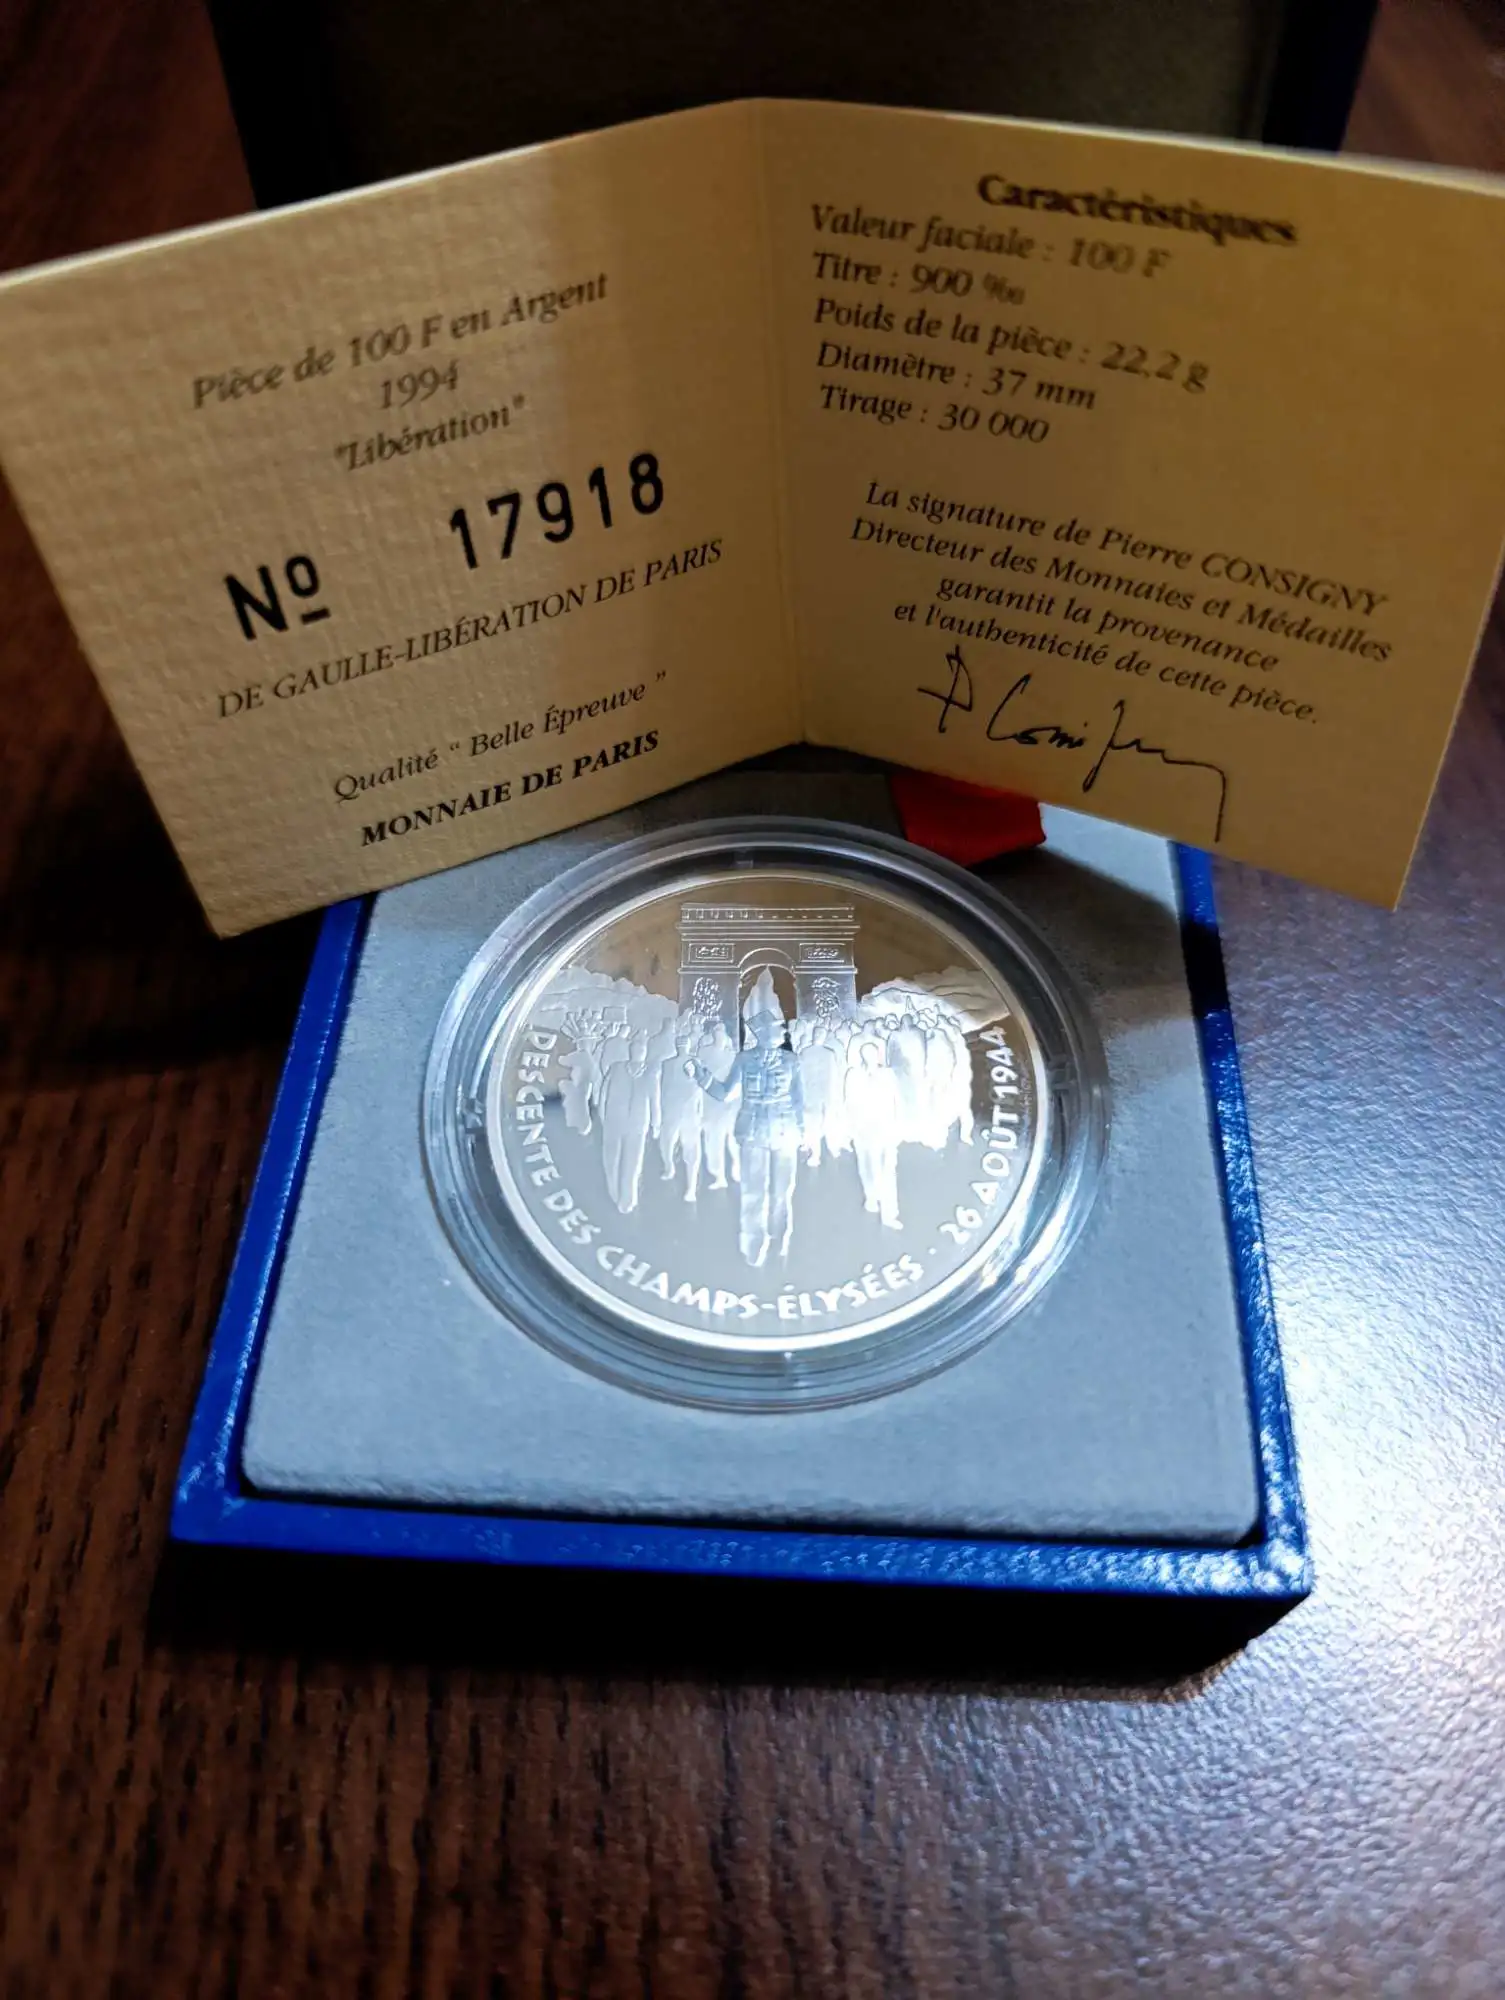 Pièce de 100 F en Argent
1994
"Libération"
Nº 17918
DE GAULLE-LIBÉRATION DE PARIS
Qualité “ Belle Épreuve ”
MONNAIE DE PARIS
Caractéristiques
Valeur faciale : 100 F
Titre : 900 ‰
Poids de la pièce : 22,2 g
Diamètre : 37 mm
Tirage : 30 000
La signature de Pierre CONSIGNY
Directeur des Monnaies et Médailles
garantit la provenance
et l'authenticité de cette pièce.
P Consigny
DESCENTE DES CHAMPS-ÉLYSÉES · 26 AOÛT 1944